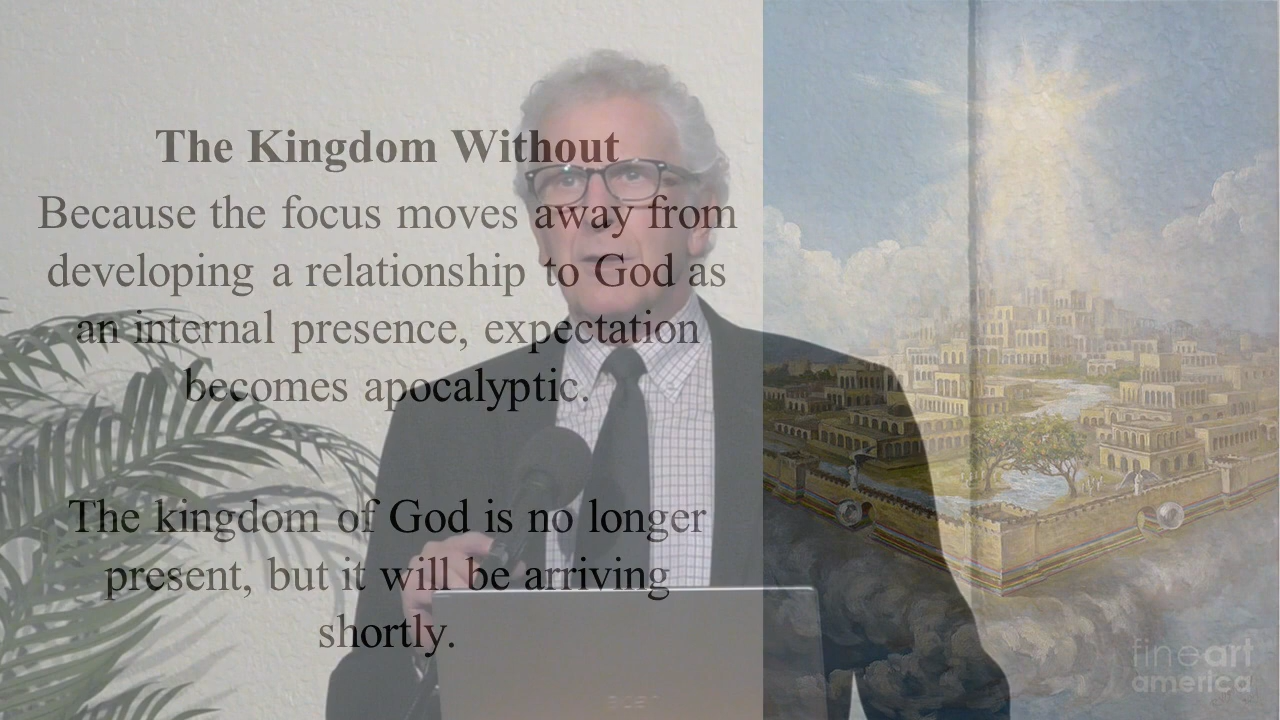 The Kingdom Without
Because the focus moves away from
developing a relationship to God as
an internal presence, expectation
becomes apocalyptic.
The kingdom of God is no longer
present, but it will be arriving
shortly.
fineart
america
acer